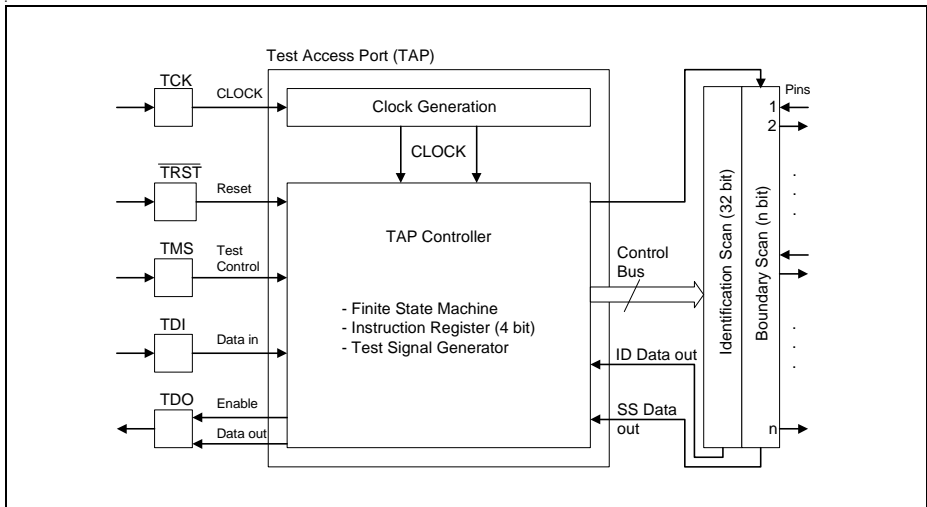 Test Access Port (TAP)
TCK
CLOCK
Clock Generation
CLOCK
TRST
Reset
TAP Controller
TMS
Test
Control
- Finite State Machine
- Instruction Register (4 bit)
- Test Signal Generator
TDI
Data in
TDO
Enable
Data out
Control
Bus
ID Data out
SS Data
out
Identification Scan (32 bit)
Boundary Scan (n bit)
Pins
1
2
.
.
.
.
.
.
n